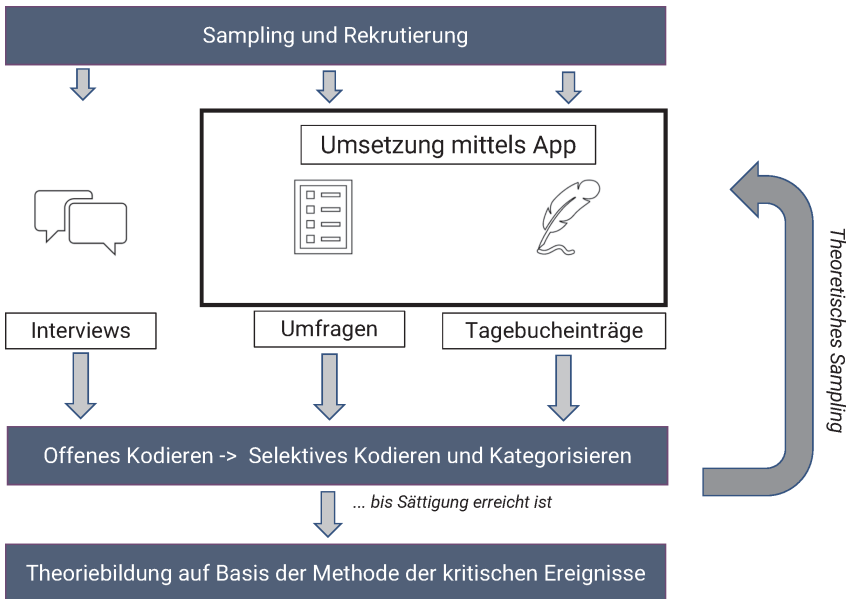 Sampling und Rekrutierung
Umsetzung mittels App
Interviews
Umfragen
Tagebucheinträge
Theoretisches Sampling
Offenes Kodieren -> Selektives Kodieren und Kategorisieren
... bis Sättigung erreicht ist
Theoriebildung auf Basis der Methode der kritischen Ereignisse